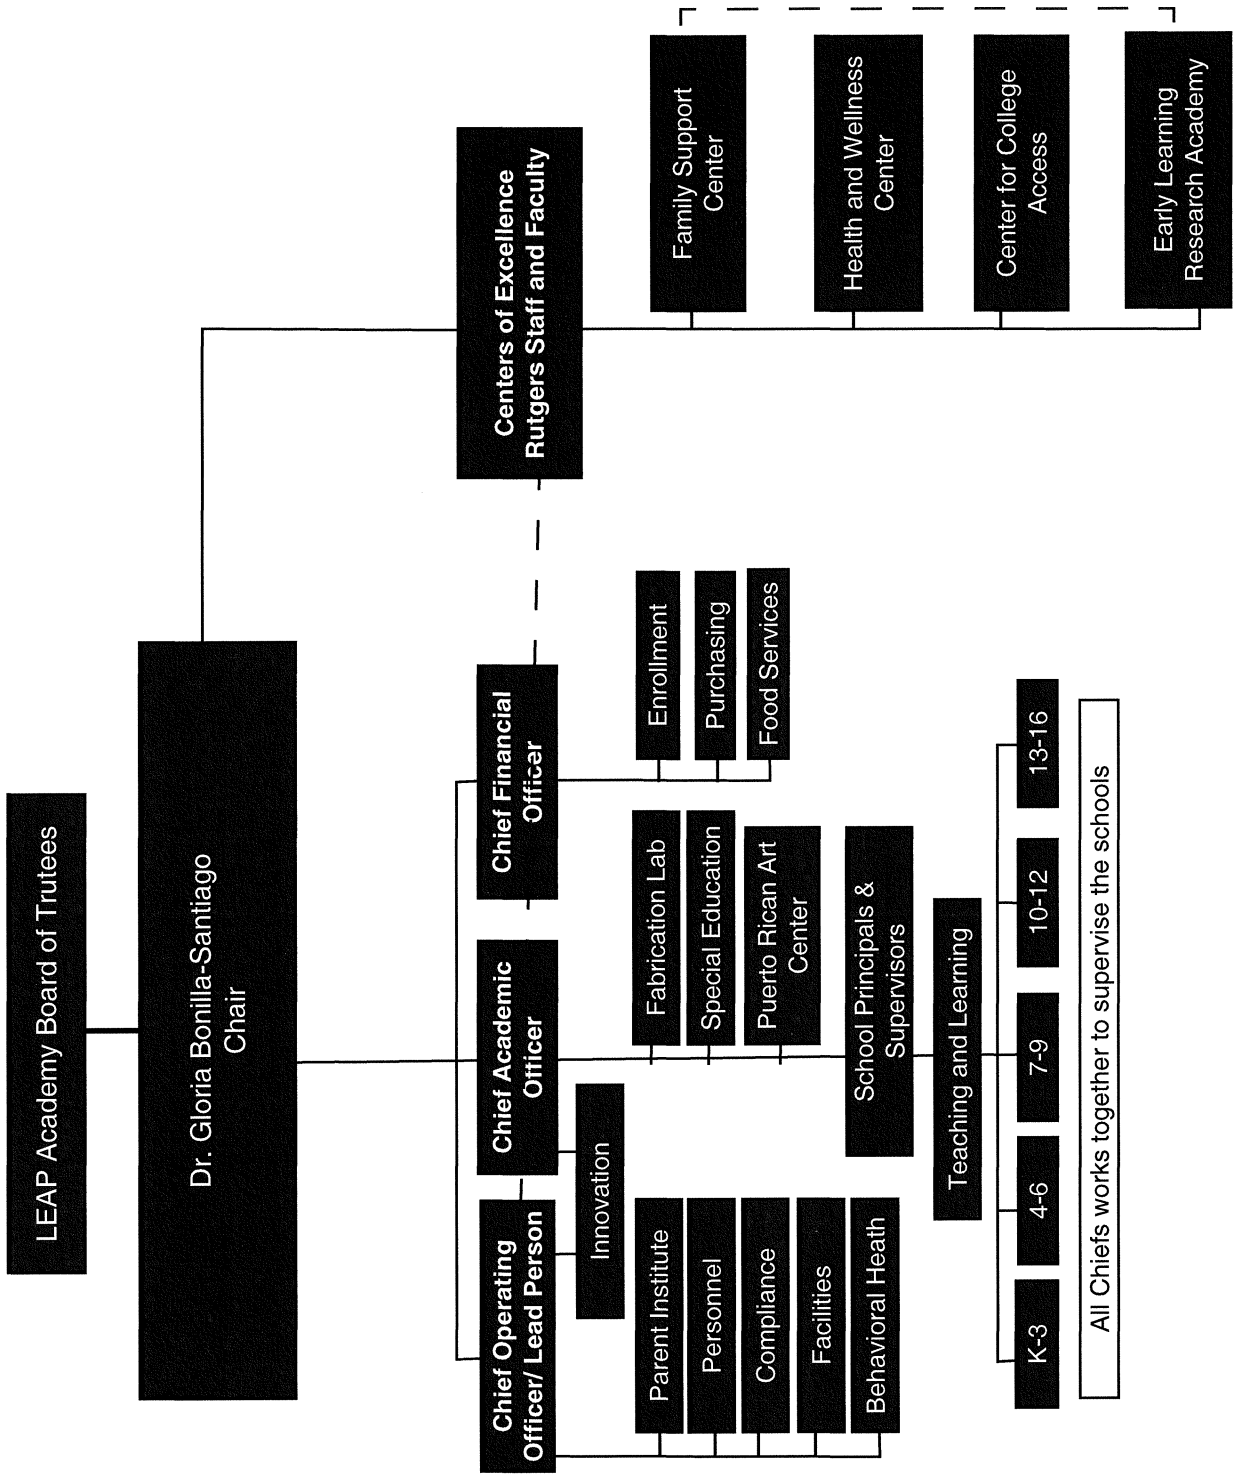 LEAP Academy Board of Trutees
Dr. Gloria Bonilla-Santiago
Chair
Centers of Excellence
Rutgers Staff and Faculty
Chief Operating
Officer/ Lead Person
Chief Academic
Officer
Chief Financial
Officer
Innovation
Parent Institute
Personnel
Compliance
Facilities
Behavioral Heath
Fabrication Lab
Special Education
Puerto Rican Art
Center
School Principals &
Supervisors
Teaching and Learning
K-3
4-6
7-9
10-12
13-16
Enrollment
Purchasing
Food Services
Family Support
Center
Health and Wellness
Center
Center for College
Access
Early Learning
Research Academy
All Chiefs works together to supervise the schools